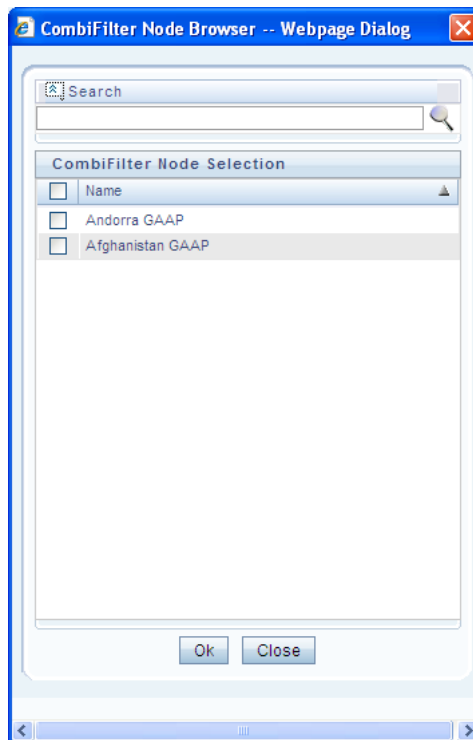 CombiFilter Node Browser -- Webpage Dialog
Search
CombiFilter Node Selection
Name
Andorra GAAP
Afghanistan GAAP
Ok Close